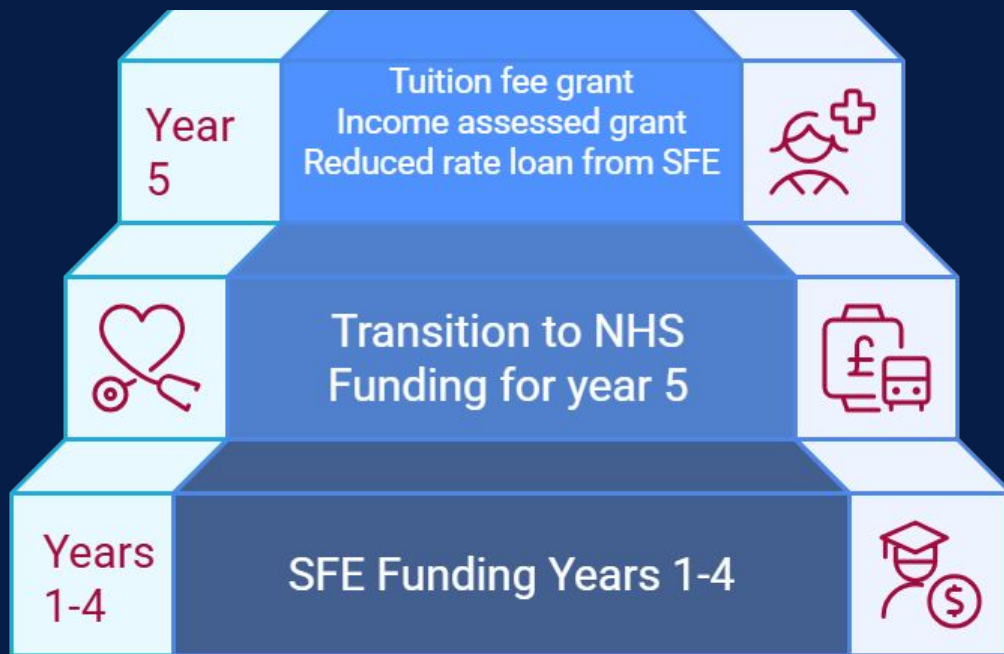 Year
5
Tuition fee grant
Income assessed grant
Reduced rate loan from SFE
Transition to NHS
Funding for year 5
£
Years
1-4
SFE Funding Years 1-4
$